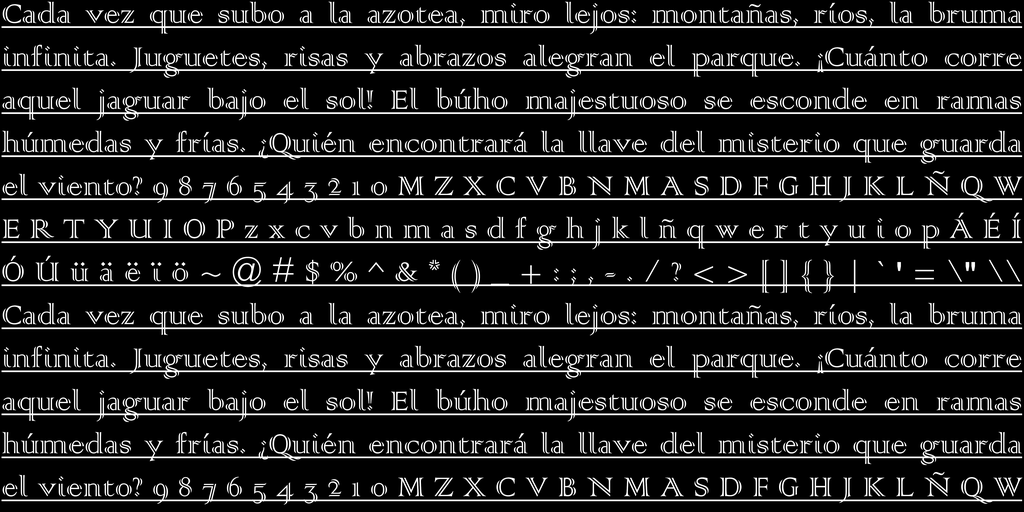 Cada vez que subo a la azotea, miro lejos: montañas, ríos, la bruma
infinita. Juguetes, risas y abrazos alegran el parque. ¡Cuánto corre
aquel jaguar bajo el sol! El búho majestuoso se esconde en ramas
húmedas y frías. ¿Quién encontrará la llave del misterio que guarda
el viento? 9 8 7 6 5 4 3 2 1 0 M Z X C V B N M A S D F G H J K L Ñ Q W
E R T Y U I O P z x c v b n m a s d f g h j k l ñ q w e r t y u i o p Á É Í
Ó Ú ü ä ë ï ö ~ @ # $ % ^ & * ( ) _ + : ; , - . / ? < > [ ] { } | ` ' = \ " \ \
Cada vez que subo a la azotea, miro lejos: montañas, ríos, la bruma
infinita. Juguetes, risas y abrazos alegran el parque. ¡Cuánto corre
aquel jaguar bajo el sol! El búho majestuoso se esconde en ramas
húmedas y frías. ¿Quién encontrará la llave del misterio que guarda
el viento? 9 8 7 6 5 4 3 2 1 0 M Z X C V B N M A S D F G H J K L Ñ Q W